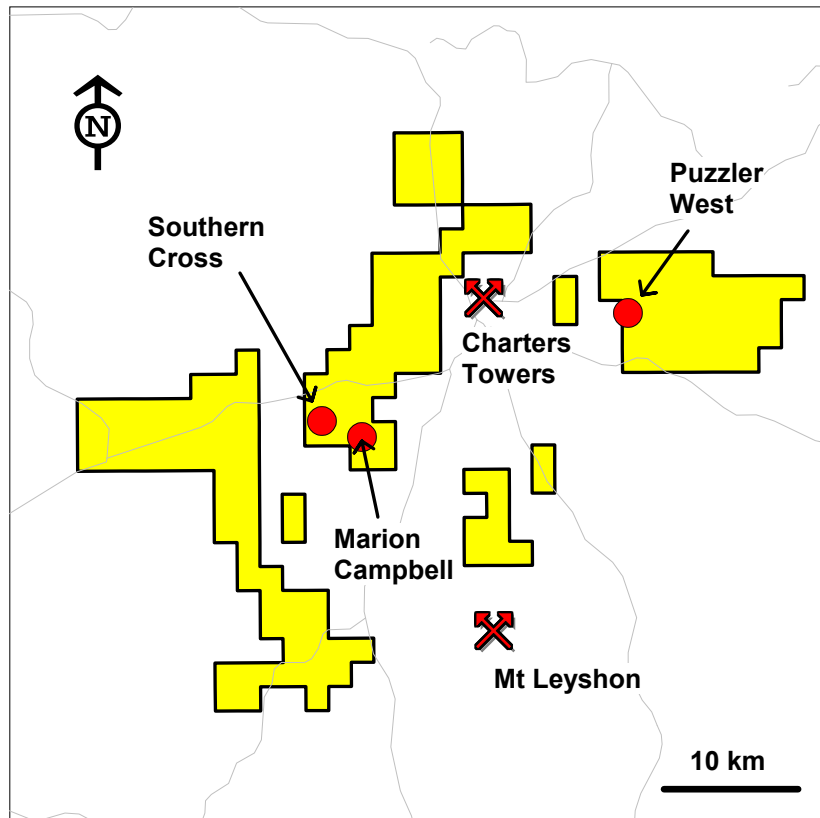 N
Puzzler
West
Southern
Cross
Charters
Towers
Marion
Campbell
Mt Leyshon
10 km